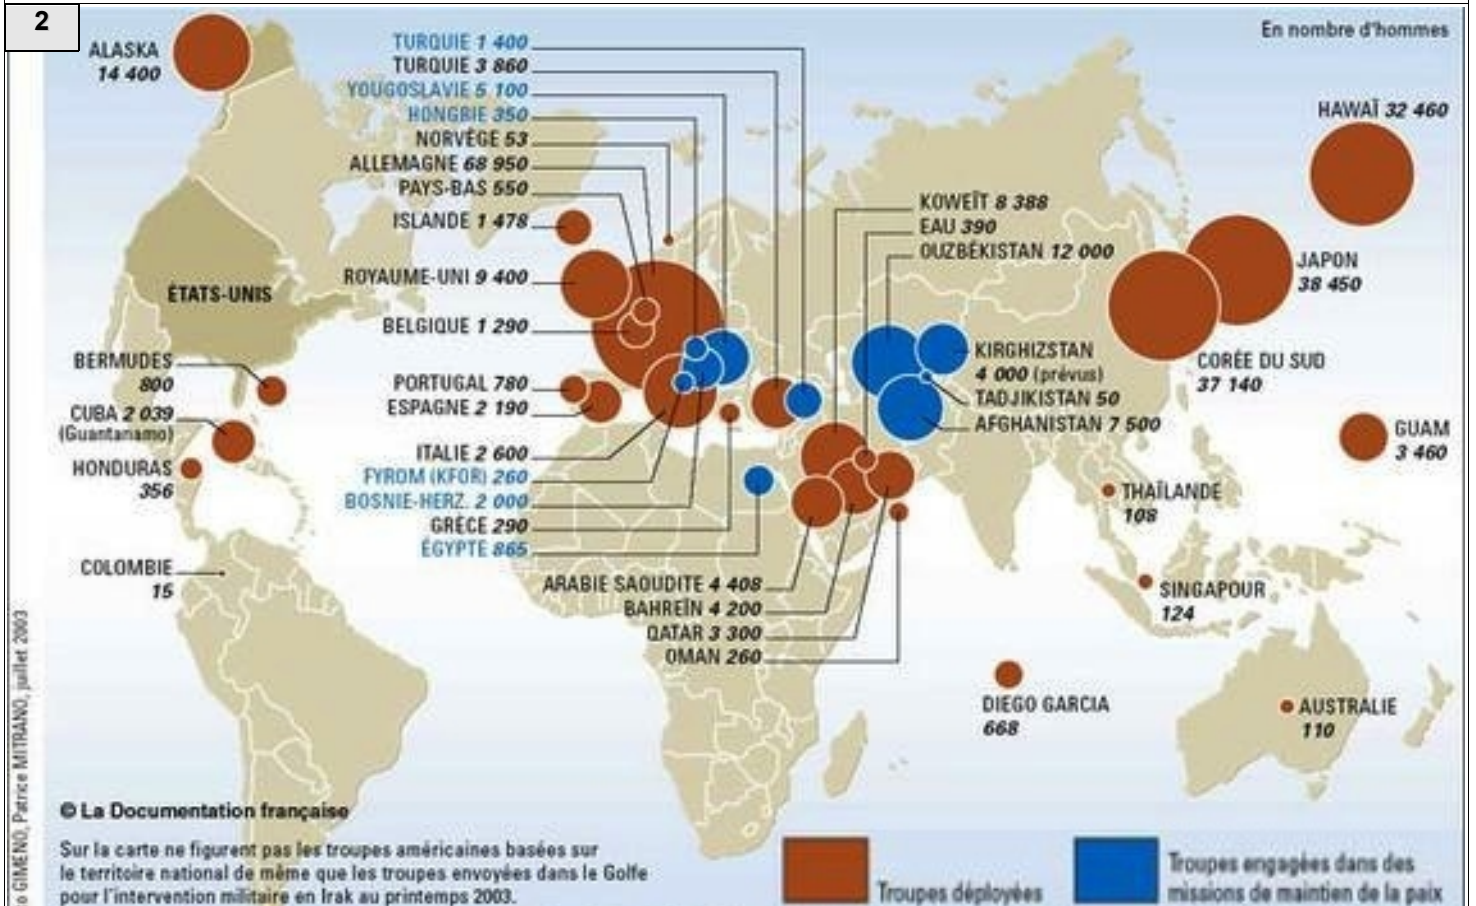 2
En nombre d'hommes
ALASKA
14 400
TURQUIE 1 400
TURQUIE 3 860
YOUGOSLAVIE 5 100
HONGRIE 350
NORVÈGE 53
ALLEMAGNE 68 950
PAYS-BAS 550
ISLANDE 1 478
ROYAUME-UNI 9 400
BELGIQUE 1 290
PORTUGAL 780
ESPAGNE 2 190
ITALIE 2 600
FYROM (KFOR) 260
BOSNIE-HERZ. 2 000
GRÈCE 290
ÉGYPTE 865
ÉTATS-UNIS
BERMUDES
800
CUBA 2 039
(Guantanamo)
HONDURAS
356
COLOMBIE
15
ARABIE SAOUDITE 4 408
BAHREÏN 4 200
QATAR 3 300
OMAN 260
KOWEÏT 8 388
EAU 390
OUZBÉKISTAN 12 000
KIRGHIZSTAN
4 000 (prévus)
TADJIKISTAN 50
AFGHANISTAN 7 500
HAWAÏ 32 460
JAPON
38 450
CORÉE DU SUD
37 140
GUAM
3 460
THAÏLANDE
108
SINGAPOUR
124
DIEGO GARCIA
668
AUSTRALIE
110
© La Documentation française
Sur la carte ne figurent pas les troupes américaines basées sur
le territoire national de même que les troupes envoyées dans le Golfe
pour l'intervention militaire en Irak au printemps 2003.
Troupes déployées
Troupes engagées dans des
missions de maintien de la paix
GIMENO, Patrice MITRANO, juillet 2003